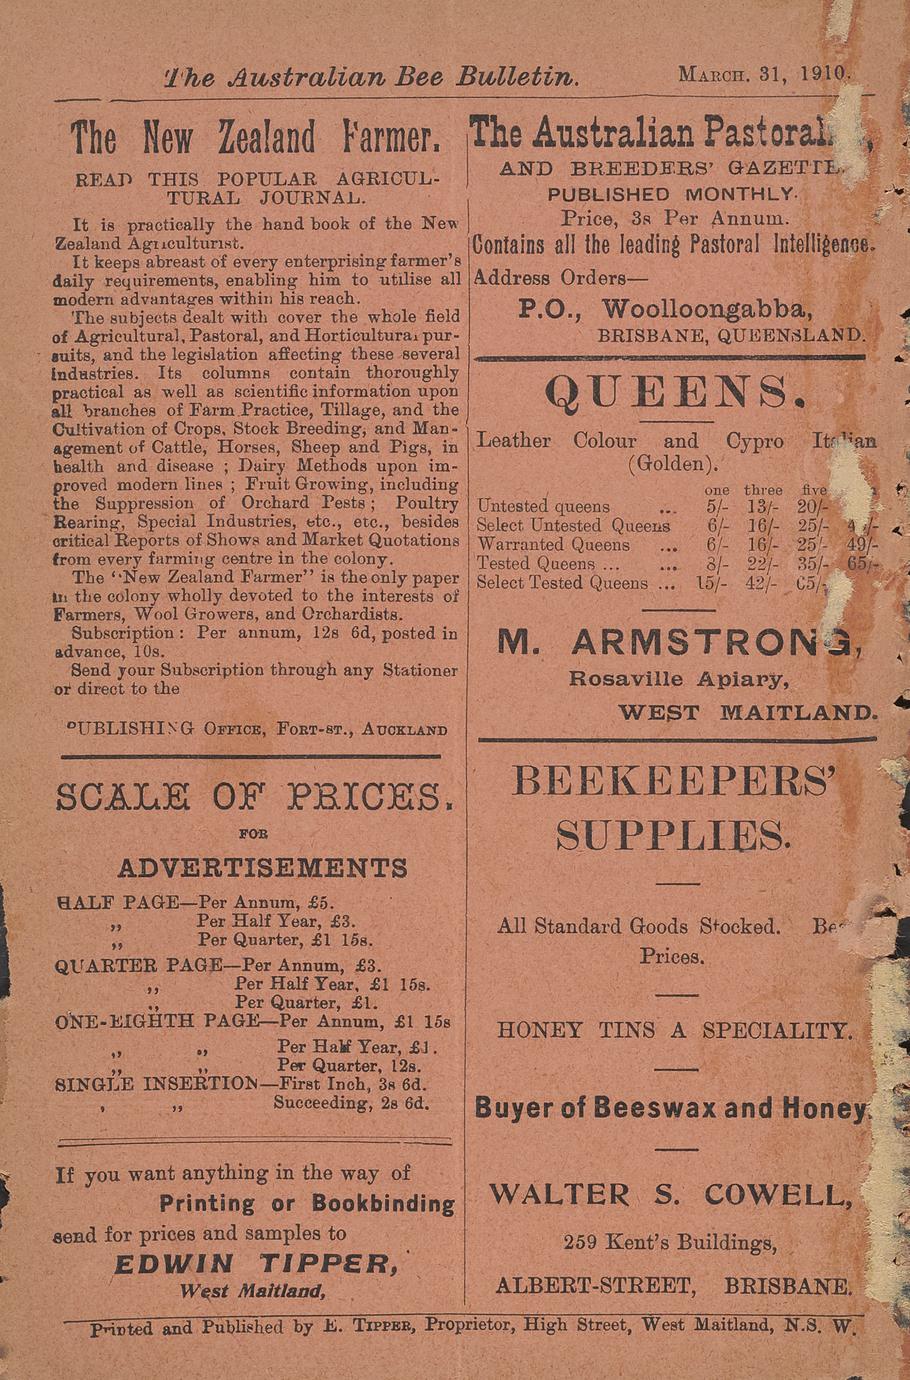 The Australian Bee Bulletin. MARCH. 31, 1910.
The New Zealand Farmer.
READ THIS POPULAR AGRICUL-
TURAL JOURNAL.
It is practically the hand book of the New
Zealand Agriculturist.
It keeps abreast of every enterprising farmer's
daily requirements, enabling him to utilise all
modern advantages within his reach.
The subjects dealt with cover the whole field
of Agricultural, Pastoral, and Horticultural pur-
suits, and the legislation affecting these several
industries. Its columns contain thoroughly
practical as well as scientific information upon
all branches of Farm Practice, Tillage, and the
Cultivation of Crops, Stock Breeding, and Man-
agement of Cattle, Horses, Sheep and Pigs, in
health and disease ; Dairy Methods upon im-
proved modern lines ; Fruit Growing, including
the Suppression of Orchard Pests ; Poultry
Rearing, Special Industries, etc., etc., besides
critical Reports of Shows and Market Quotations
from every farming centre in the colony.
The "New Zealand Farmer" is the only paper
in the colony wholly devoted to the interests of
Farmers, Wool Growers, and Orchardists.
Subscription : Per annum, 12s 6d, posted in
advance, 10s.
Send your Subscription through any Stationer
or direct to the
PUBLISHING OFFICE, FORT-ST., AUCKLAND
SCALE OF PRICES.
FOR
ADVERTISEMENTS
HALF PAGE—Per Annum, £5.
,, Per Half Year, £3.
,, Per Quarter, £1 15s.
QUARTER PAGE—Per Annum, £3.
,, Per Half Year, £1 15s.
,, Per Quarter, £1.
ONE-EIGHTH PAGE—Per Annum, £1 15s
,, ,, Per Half Year, £1.
,, ,, Per Quarter, 12s.
SINGLE INSERTION—First Inch, 3s 6d.
, ,, Succeeding, 2s 6d.
If you want anything in the way of
Printing or Bookbinding
send for prices and samples to
EDWIN TIPPER,
West Maitland,
The Australian Pastoral
AND BREEDERS' GAZETTE.
PUBLISHED MONTHLY.
Price, 3s Per Annum.
Contains all the leading Pastoral Intelligence.
Address Orders—
P.O., Woolloongabba,
BRISBANE, QUEENSLAND.
QUEENS.
Leather Colour and Cypro Italian
(Golden).
one three five
Untested queens ... 5/- 13/- 20/-
Select Untested Queens 6/- 16/- 25/-
Warranted Queens ... 6/- 16/- 25/- 49/-
Tested Queens ... ... 8/- 22/- 35/- 65/-
Select Tested Queens ... 15/- 42/- 65/-
M. ARMSTRONG,
Rosaville Apiary,
WEST MAITLAND.
BEEKEEPERS'
SUPPLIES.
All Standard Goods Stocked.
Prices.
HONEY TINS A SPECIALITY.
Buyer of Beeswax and Honey.
WALTER S. COWELL,
259 Kent's Buildings,
ALBERT-STREET, BRISBANE.
Printed and Published by E. TIPPER, Proprietor, High Street, West Maitland, N.S. W.